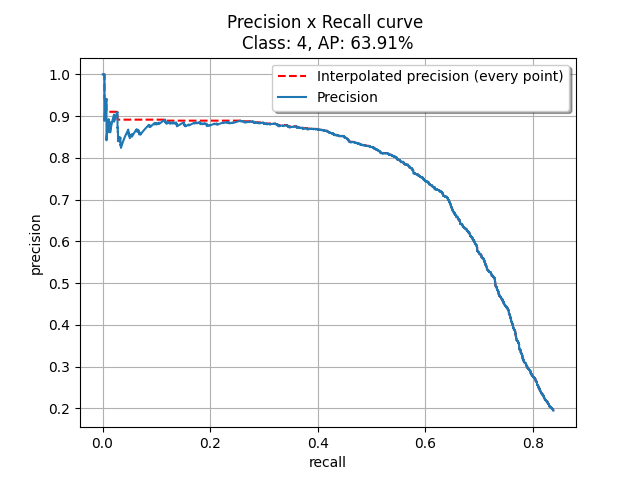 Precision x Recall curve
Class: 4, AP: 63.91%
Interpolated precision (every point)
Precision
1.0
0.9
0.8
0.7
0.6
0.5
0.4
0.3
0.2
precision
0.0 0.2 0.4 0.6 0.8
recall